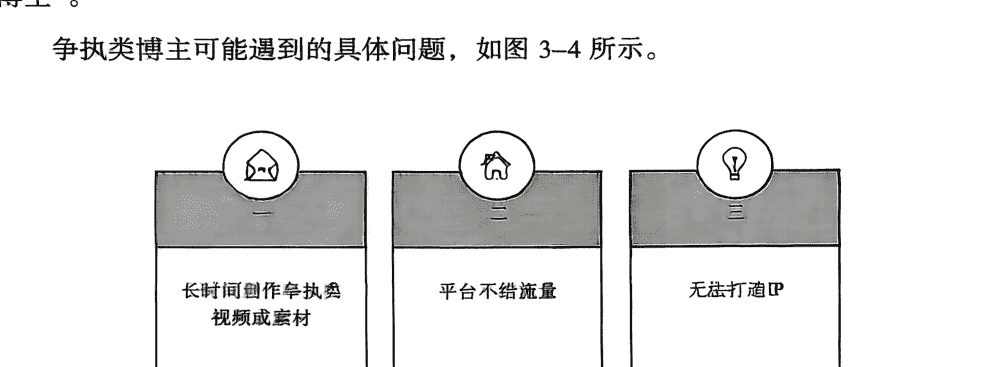 争执类博主可能遇到的具体问题，如图 3–4 所示。
一
二
三
长时间创作争执类
视频或素材
平台不给流量
无法打造IP